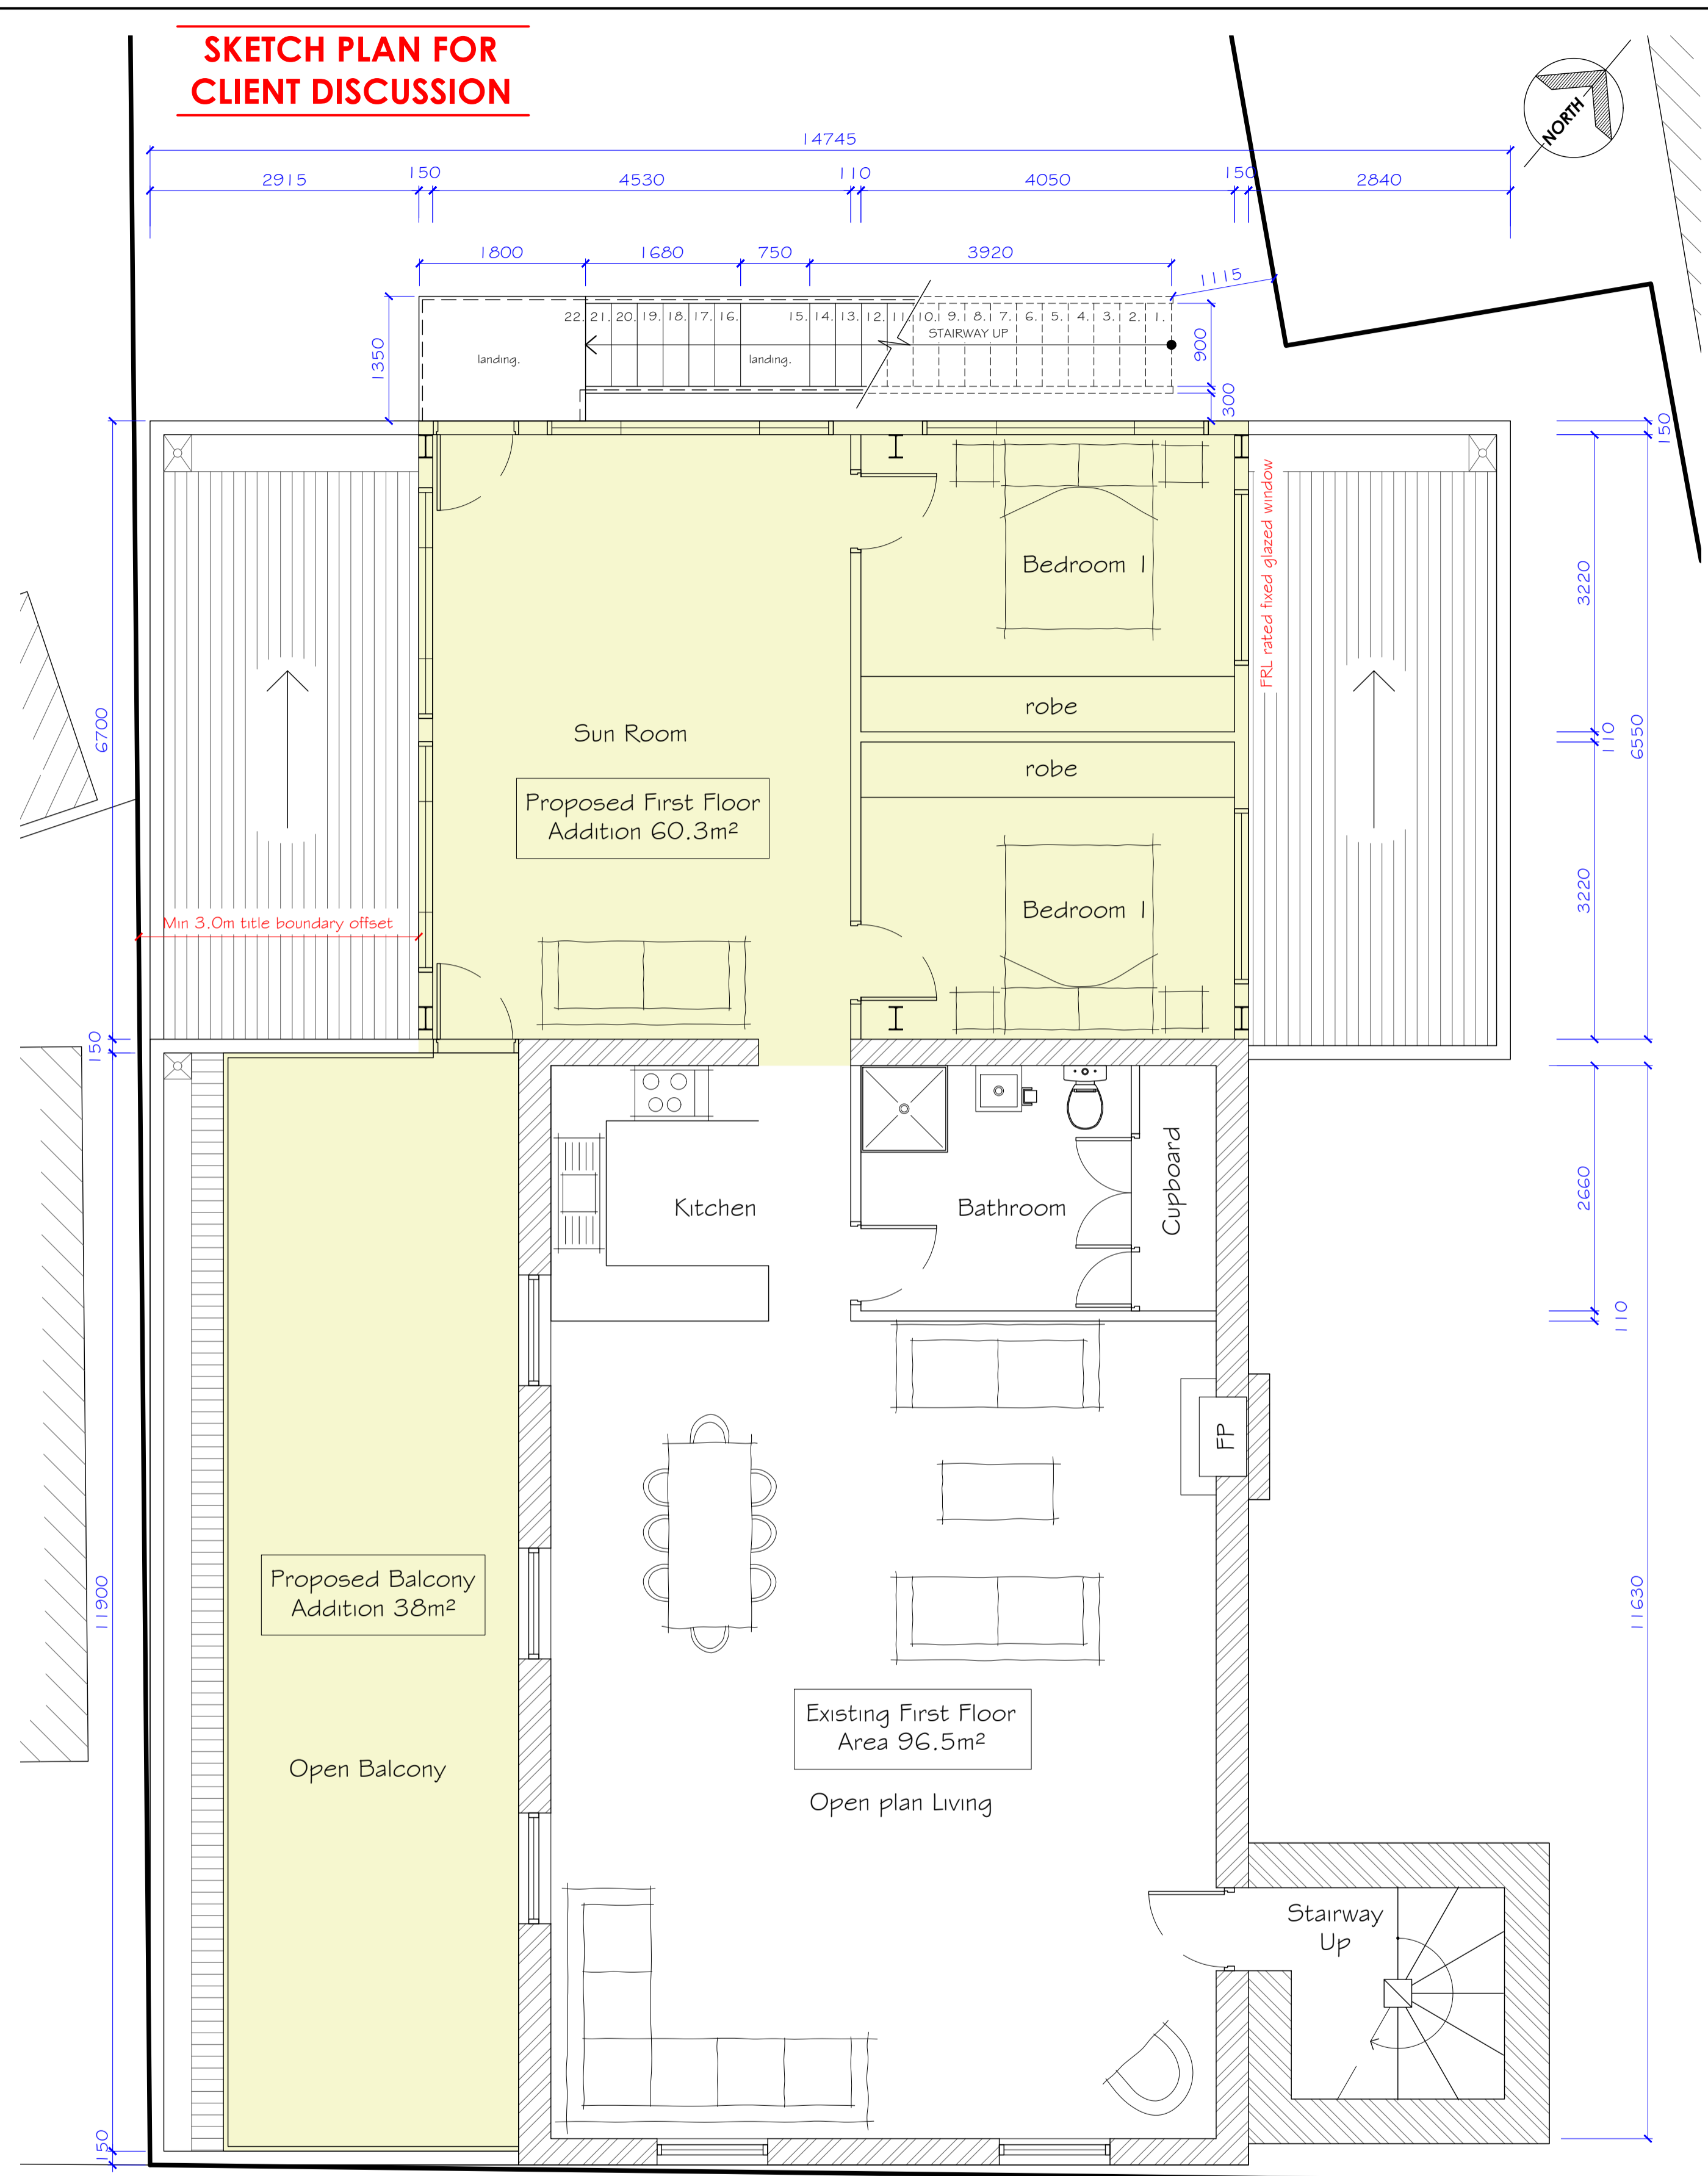 SKETCH PLAN FOR
CLIENT DISCUSSION
NORTH
14745
2915
150
4530
110
4050
150
2840
1800
1680
750
3920
1115
1350
22. 21. 20. 19. 18. 17. 16. 15. 14. 13. 12. 11. 10. 9. 8. 7. 6. 5. 4. 3. 2. 1.
STAIRWAY UP
landing.
landing.
900
300
150
FRL rated fixed glazed window
Bedroom 1
3220
robe
Sun Room
6700
110
6550
robe
Proposed First Floor
Addition 60.3m²
Bedroom 1
3220
Min 3.0m title boundary offset
150
Kitchen
Bathroom
Cupboard
2660
110
FP
Proposed Balcony
Addition 38m²
11900
11630
Existing First Floor
Area 96.5m²
Open Balcony
Open plan Living
Stairway
Up
150